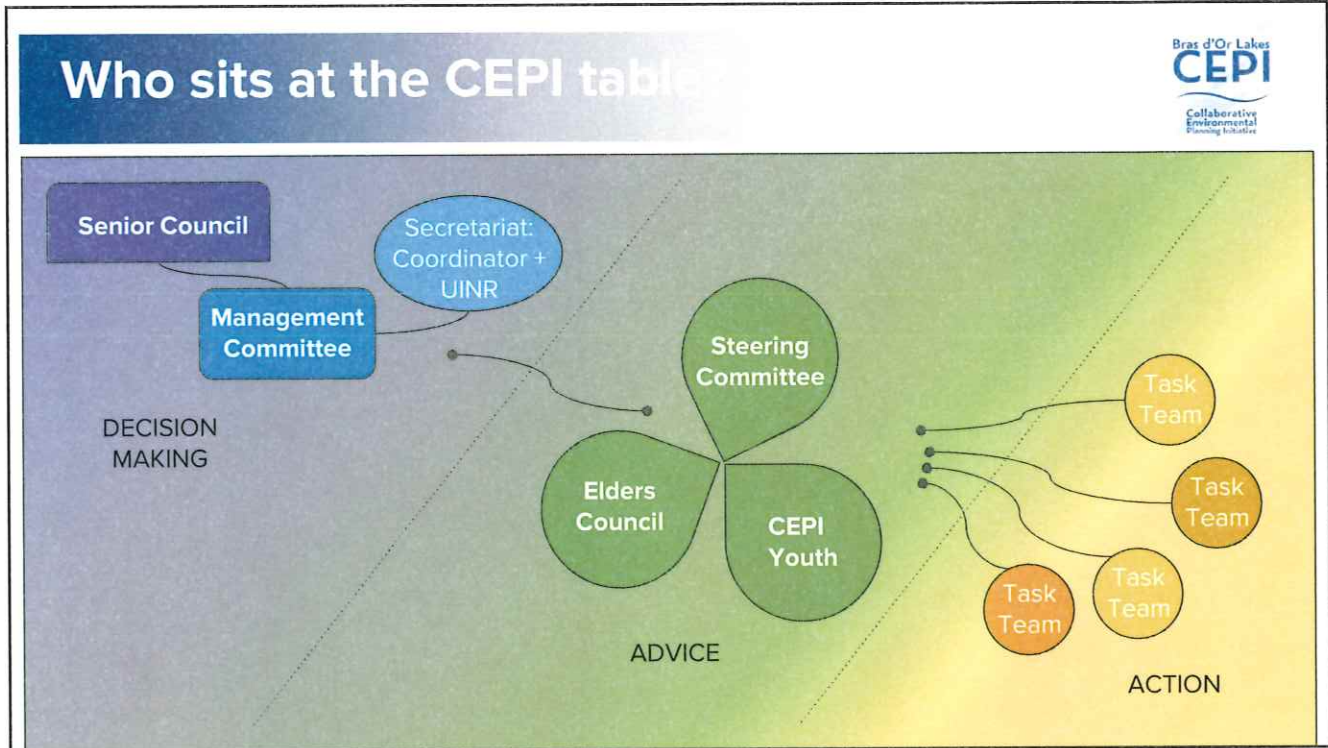 Who sits at the CEPI table
Bras d'Or Lakes
CEPI
Collaborative
Environmental
Planning Initiative
Senior Council
Secretariat:
Coordinator +
UINR
Management
Committee
DECISION
MAKING
Steering
Committee
Elders
Council
CEPI
Youth
ADVICE
Task
Team
Task
Team
Task
Team
Task
Team
ACTION